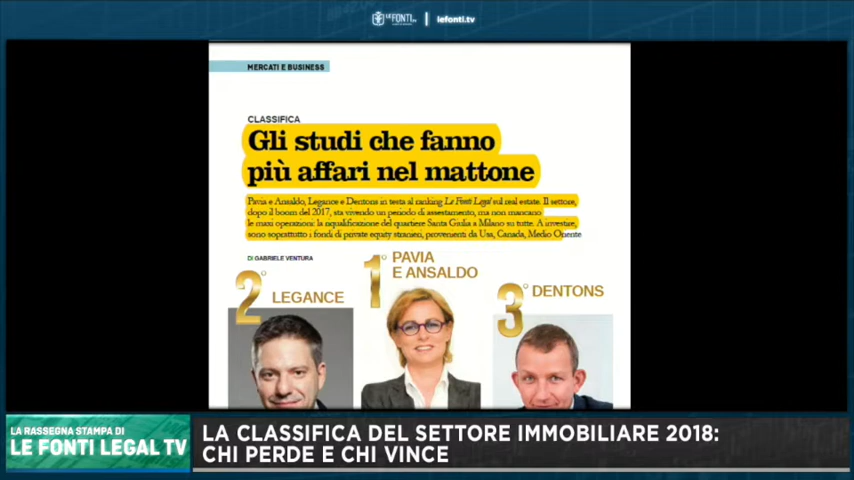 LE FONTI TV
lefonti.tv
MERCATI E BUSINESS
CLASSIFICA
Gli studi che fanno
più affari nel mattone
Pavia e Ansaldo, Legance e Dentons in testa al ranking Le Fonti Legal sul real estate. Il settore,
dopo il boom del 2017, sta vivendo un periodo di assestamento, ma non mancano
le maxi operazioni: la riqualificazione del quartiere Santa Giulia a Milano su tutte. A investire,
sono soprattutto i fondi di private equity stranieri, provenienti da Usa, Canada, Medio Oriente
DI GABRIELE VENTURA
2° LEGANCE
1° PAVIA
E ANSALDO
3° DENTONS
LA RASSEGNA STAMPA DI
LE FONTI LEGAL TV
LA CLASSIFICA DEL SETTORE IMMOBILIARE 2018:
CHI PERDE E CHI VINCE